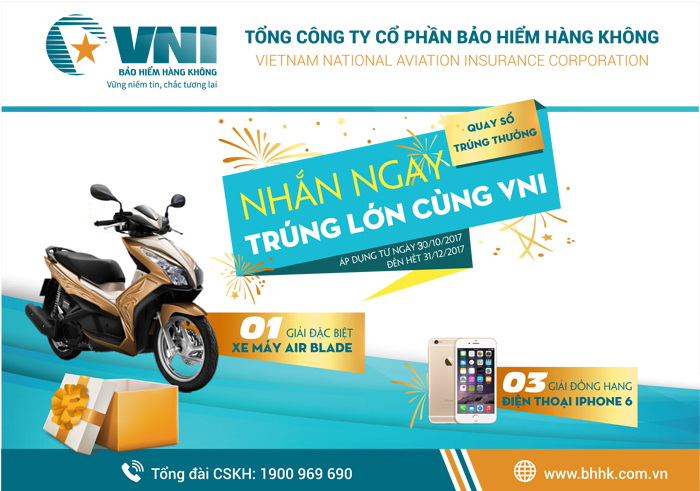 VNI
BẢO HIỂM HÀNG KHÔNG
Vững niềm tin, chắc tương lai
TỔNG CÔNG TY CỔ PHẦN BẢO HIỂM HÀNG KHÔNG
VIETNAM NATIONAL AVIATION INSURANCE CORPORATION
QUAY SỐ
TRÚNG THƯỞNG
NHẮN NGAY
TRÚNG LỚN CÙNG VNI
ÁP DỤNG TỪ NGÀY 30/10/2017
ĐẾN HẾT 31/12/2017
01 GIẢI ĐẶC BIỆT
XE MÁY AIR BLADE
03 GIẢI ĐỒNG HẠNG
ĐIỆN THOẠI IPHONE 6
Tổng đài CSKH: 1900 969 690
www.bhhk.com.vn